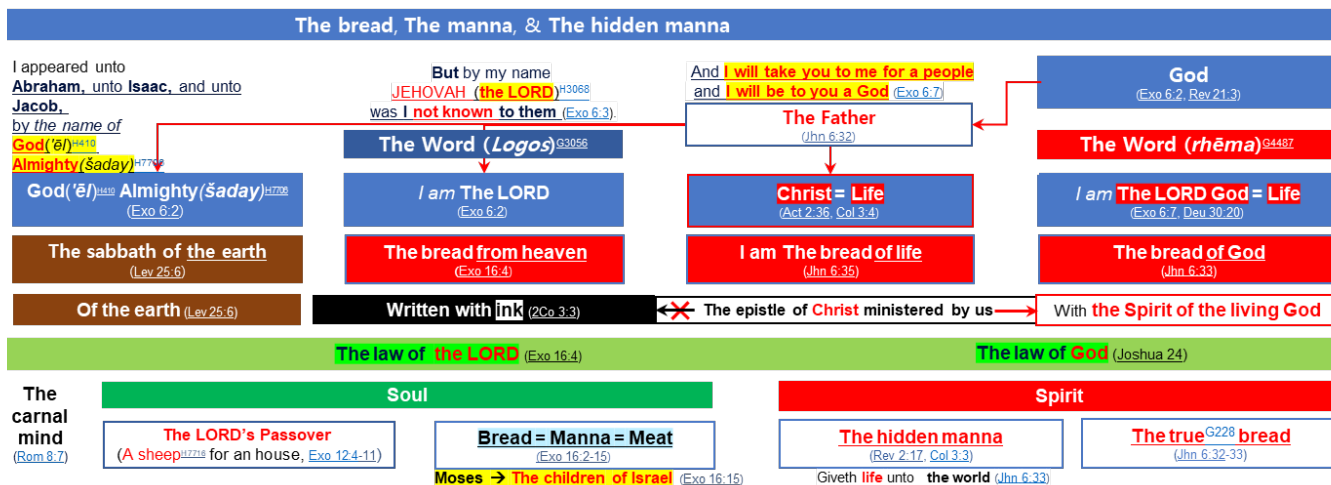 The bread, The manna, & The hidden manna
I appeared unto
Abraham, unto Isaac, and unto
Jacob,
by the name of
God('ēl)H410
Almighty(šaday)H7706
But by my name
JEHOVAH (the LORD)H3068
was I not known to them (Exo 6:3).
And I will take you to me for a people
and I will be to you a God (Exo 6:7)
The Father
(Jhn 6:32)
God
(Exo 6:2, Rev 21:3)
The Word (Logos)G3056
The Word (rhēma)G4487
God('ēl)H410 Almighty(šaday)H7706
(Exo 6:2)
I am The LORD
(Exo 6:2)
Christ = Life
(Act 2:36, Col 3:4)
I am The LORD God = Life
(Exo 6:7, Deu 30:20)
The sabbath of the earth
(Lev 25:6)
The bread from heaven
(Exo 16:4)
I am The bread of life
(Jhn 6:35)
The bread of God
(Jhn 6:33)
Of the earth (Lev 25:6)
Written with ink (2Co 3:3)
The epistle of Christ ministered by us
With the Spirit of the living God
The law of the LORD (Exo 16:4)
The law of God (Joshua 24)
The
carnal
mind
(Rom 8:7)
Soul
Spirit
The LORD's Passover
(A sheepH7716 for an house, Exo 12:4-11)
Bread = Manna = Meat
(Exo 16:2-15)
Moses → The children of Israel (Exo 16:15)
The hidden manna
(Rev 2:17, Col 3:3)
Giveth life unto the world (Jhn 6:33)
The trueG228 bread
(Jhn 6:32-33)